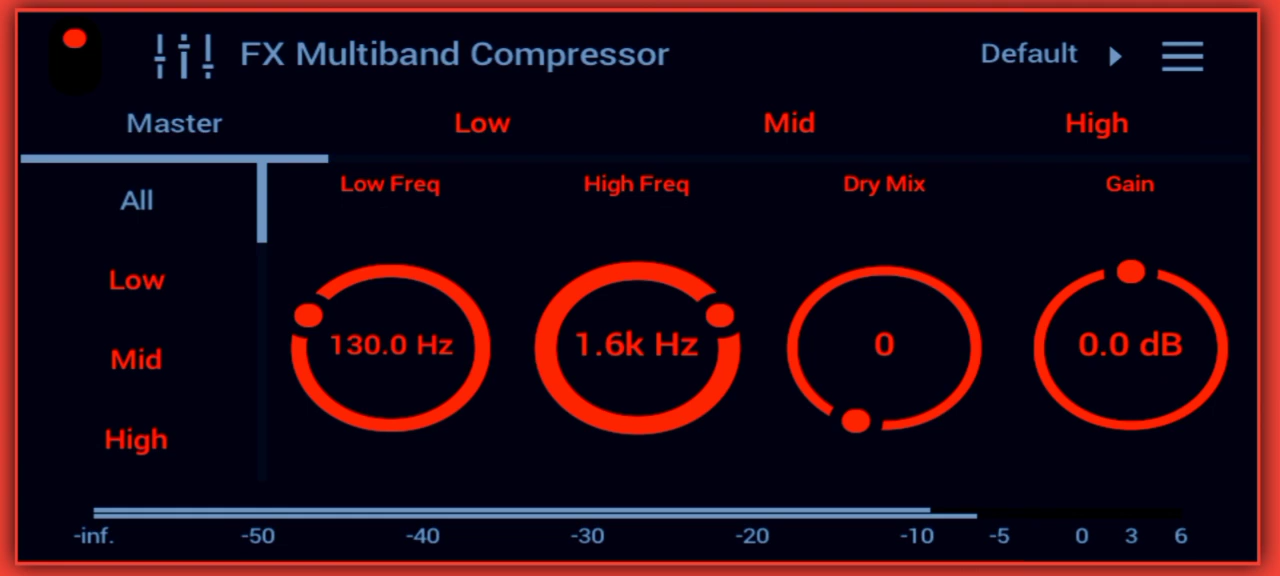 FX Multiband Compressor Default
Master Low Mid High
All
Low
Mid
High
Low Freq High Freq Dry Mix Gain
130.0 Hz 1.6k Hz 0 0.0 dB
-inf. -50 -40 -30 -20 -10 -5 0 3 6